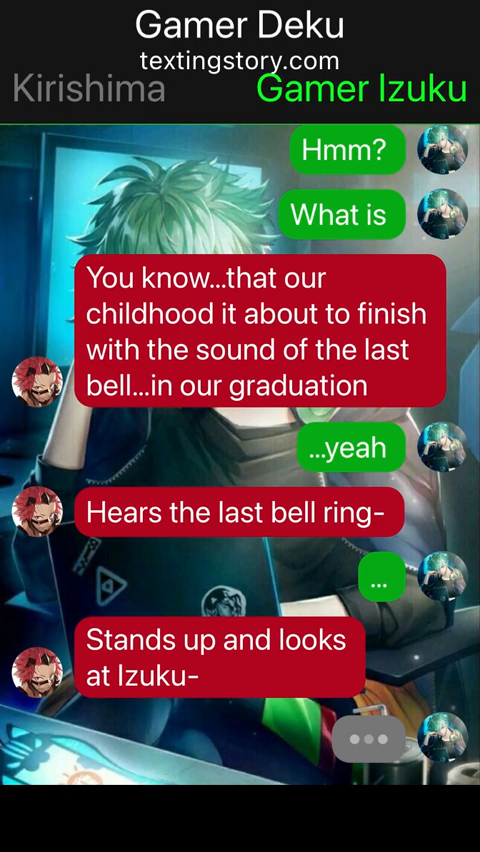 Gamer Deku
textingstory.com
Kirishima
Gamer Izuku
Hmm?
What is
You know...that our
childhood it about to finish
with the sound of the last
bell...in our graduation
...yeah
Hears the last bell ring-
...
Stands up and looks
at Izuku-